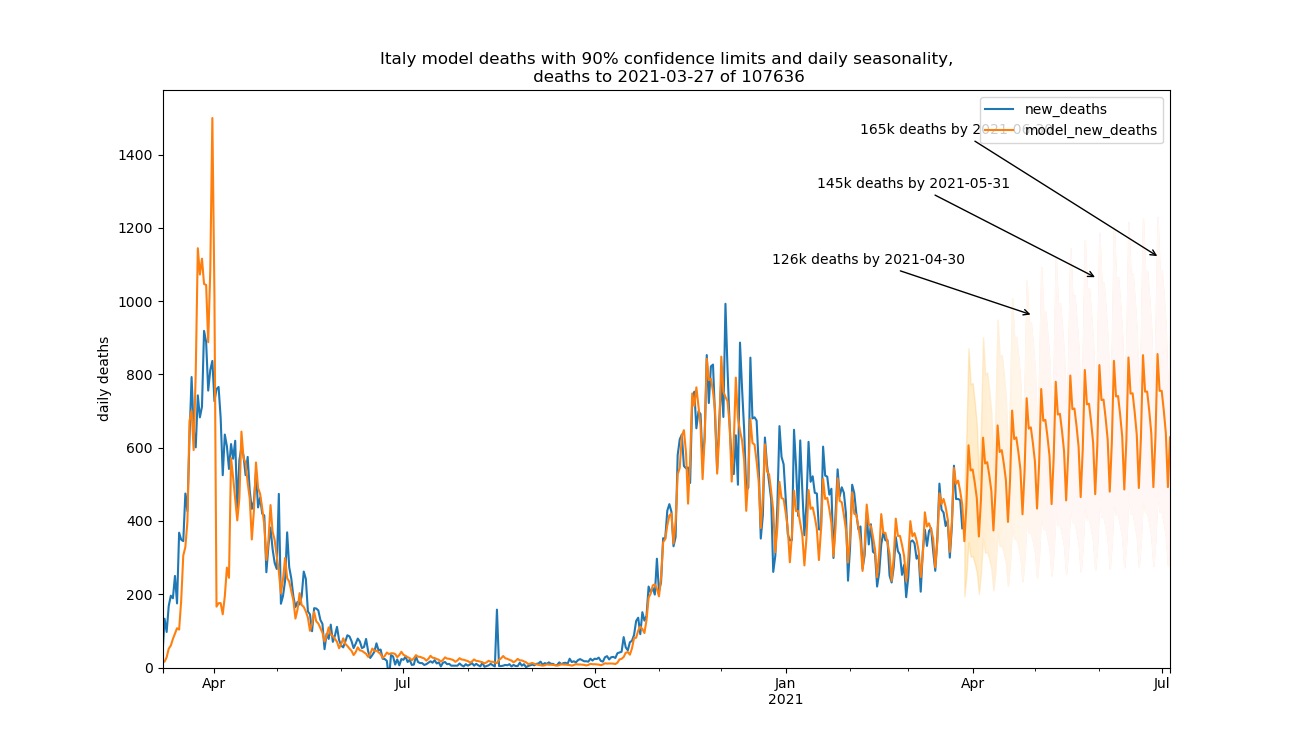 Italy model deaths with 90% confidence limits and daily seasonality,
deaths to 2021-03-27 of 107636
new_deaths
165k deaths by 2021-06-
model_new_deaths
145k deaths by 2021-05-31
126k deaths by 2021-04-30
daily deaths
1400
1200
1000
800
600
400
200
0
Apr
Jul
Oct
Jan
2021
Apr
Jul